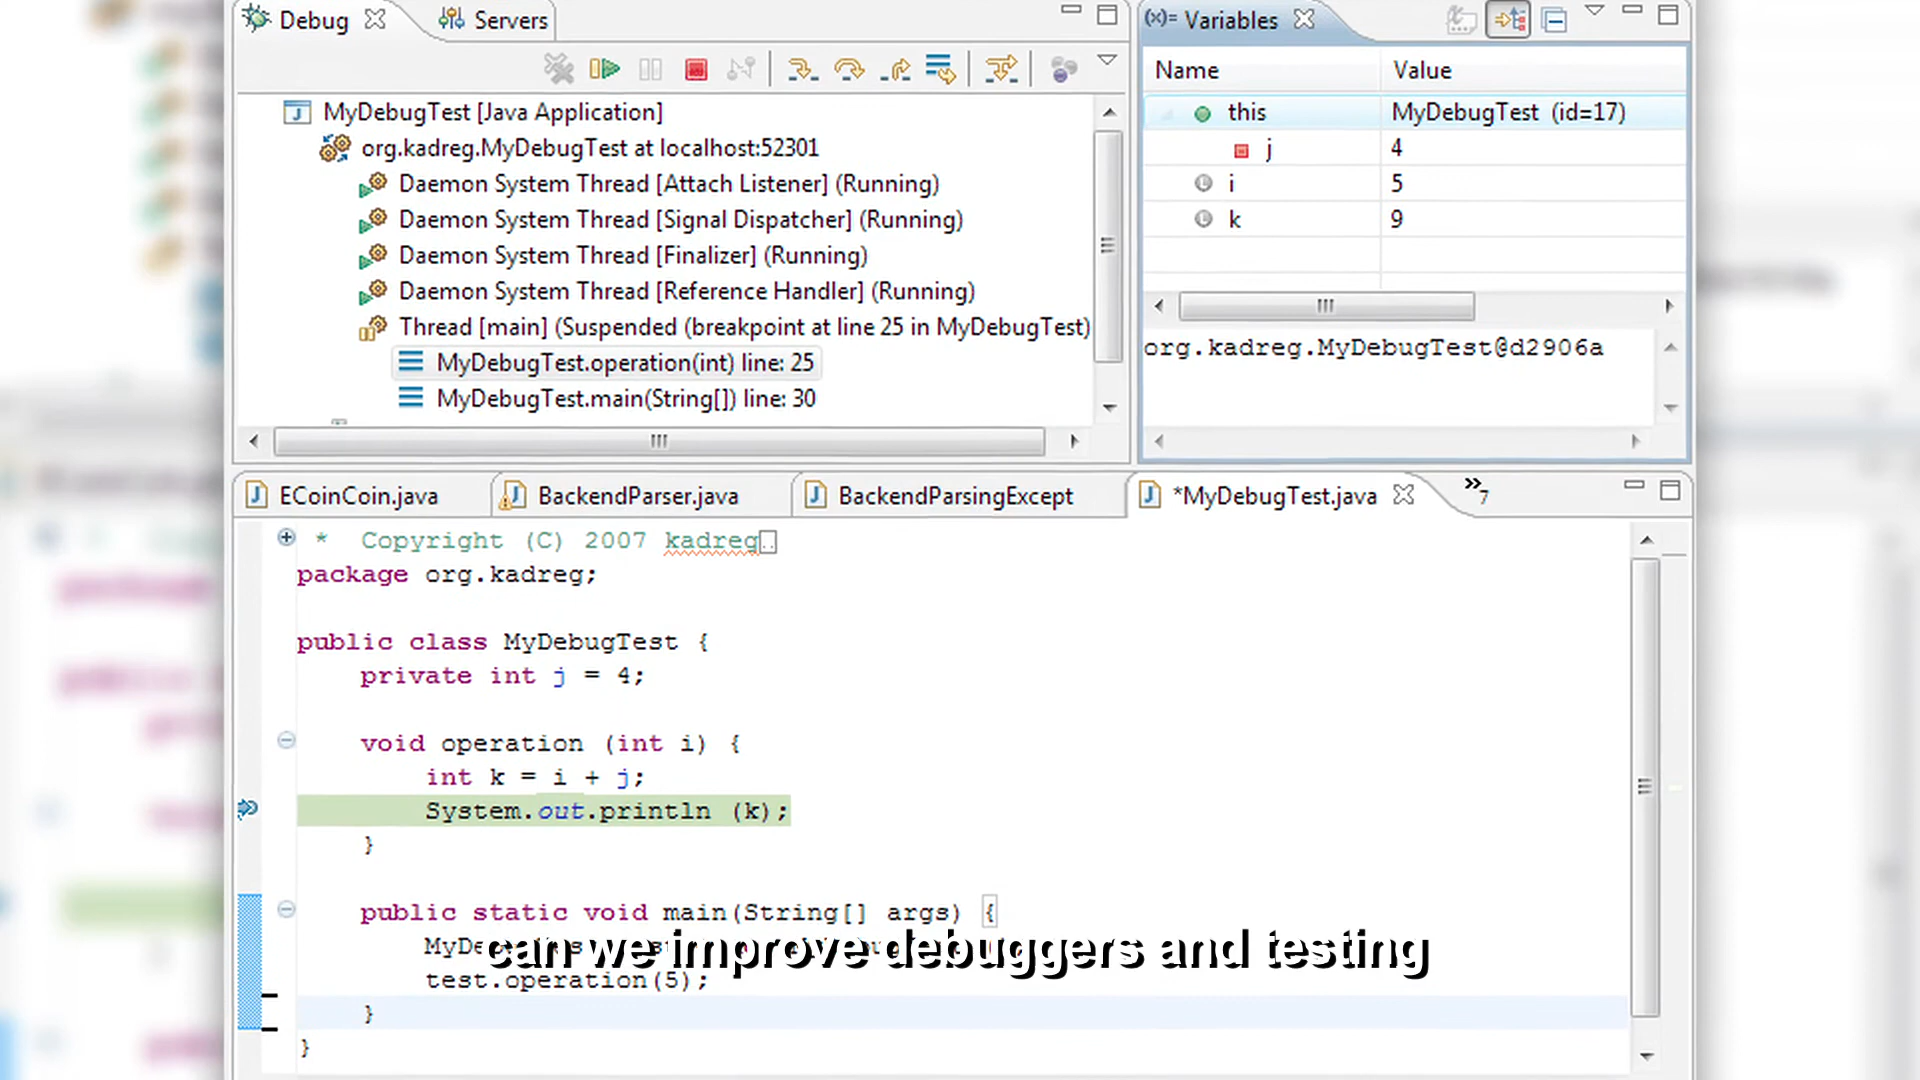 Debug
Servers
MyDebugTest [Java Application]
org.kadreg.MyDebugTest at localhost:52301
Daemon System Thread [Attach Listener] (Running)
Daemon System Thread [Signal Dispatcher] (Running)
Daemon System Thread [Finalizer] (Running)
Daemon System Thread [Reference Handler] (Running)
Thread [main] (Suspended (breakpoint at line 25 in MyDebugTest)
MyDebugTest.operation(int) line: 25
MyDebugTest.main(String[]) line: 30
(x)= Variables
Name Value
this MyDebugTest (id=17)
j 4
i 5
k 9
org.kadreg.MyDebugTest@d2906a
ECoinCoin.java BackendParser.java BackendParsingExcept *MyDebugTest.java »7
* Copyright (C) 2007 kadreg
package org.kadreg;
public class MyDebugTest {
private int j = 4;
void operation (int i) {
int k = i + j;
System.out.println (k);
}
public static void main(String[] args) {
can we improve debuggers and testing
test.operation(5);
}
}